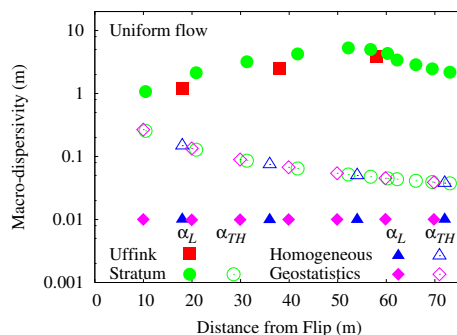 Uniform flow
Macro-dispersivity (m)
10
1
0.1
0.01
0.001
α_L α_TH α_L α_TH
Uffink Homogeneous
Stratum Geostatistics
0 10 20 30 40 50 60 70
Distance from Flip (m)